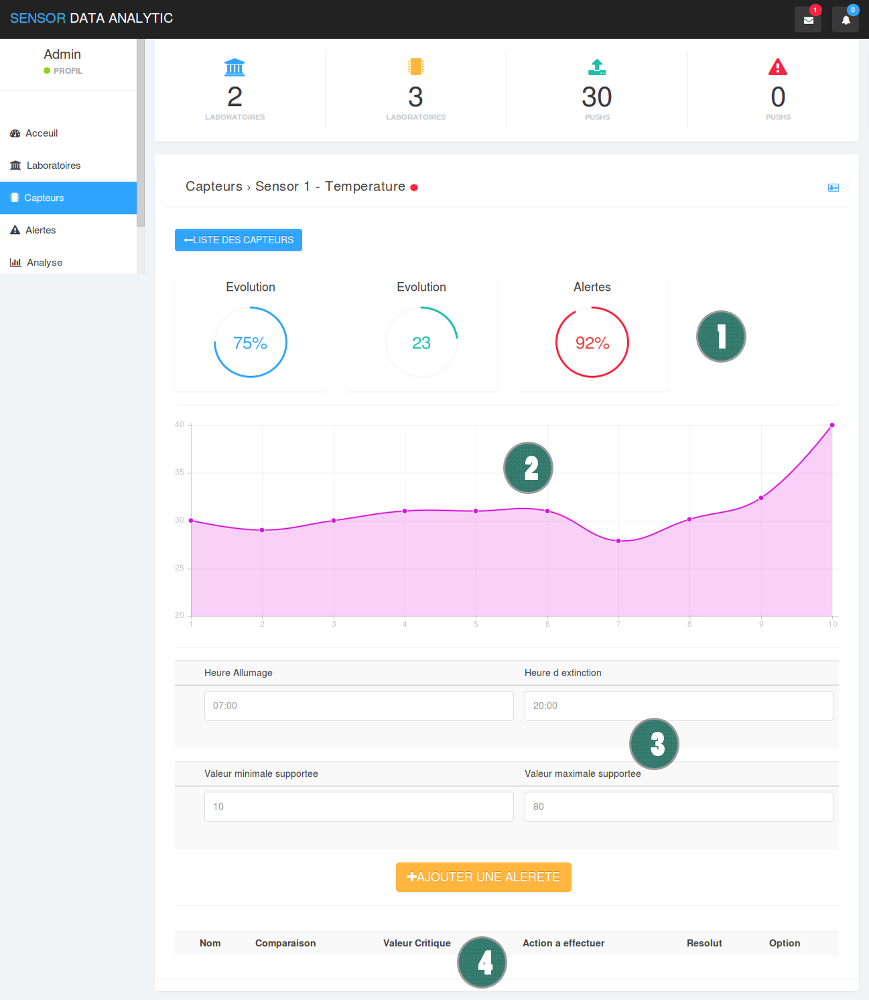 SENSOR DATA ANALYTIC
1
0
Admin
PROFIL
Acceuil
Laboratoires
Capteurs
Alertes
Analyse
2
LABORATOIRES
3
LABORATOIRES
30
PUSHS
0
PUSHS
Capteurs › Sensor 1 - Temperature
LISTE DES CAPTEURS
Evolution
75%
Evolution
23
Alertes
92%
1
2
40
35
30
25
20
1 2 3 4 5 6 7 8 9 10
Heure Allumage Heure d extinction
07:00 20:00
3
Valeur minimale supportee Valeur maximale supportee
10 80
AJOUTER UNE ALERETE
Nom Comparaison Valeur Critique Action a effectuer Resolut Option
4